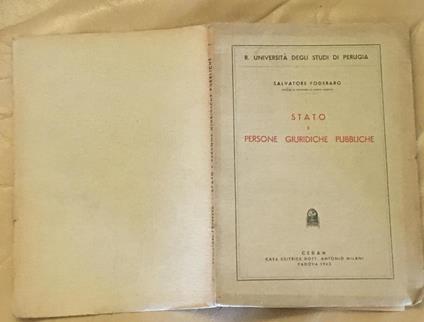 R. UNIVERSITÀ DEGLI STUDI DI PERUGIA
SALVATORE FODERARO
STATO
E
PERSONE GIURIDICHE PUBBLICHE
CEDAM
CASA EDITRICE DOTT. ANTONIO MILANI
PADOVA